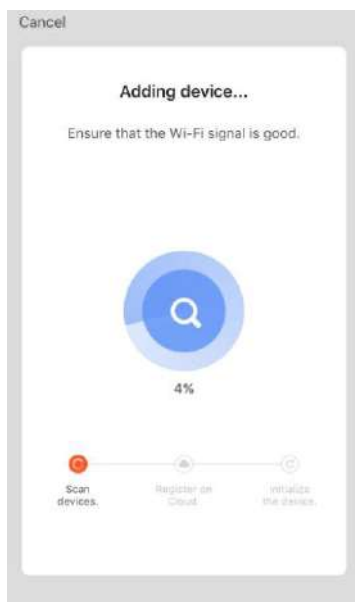 Cancel
Adding device...
Ensure that the Wi-Fi signal is good.
4%
Scan
devices.
Register on
Cloud
Initialize
the device.